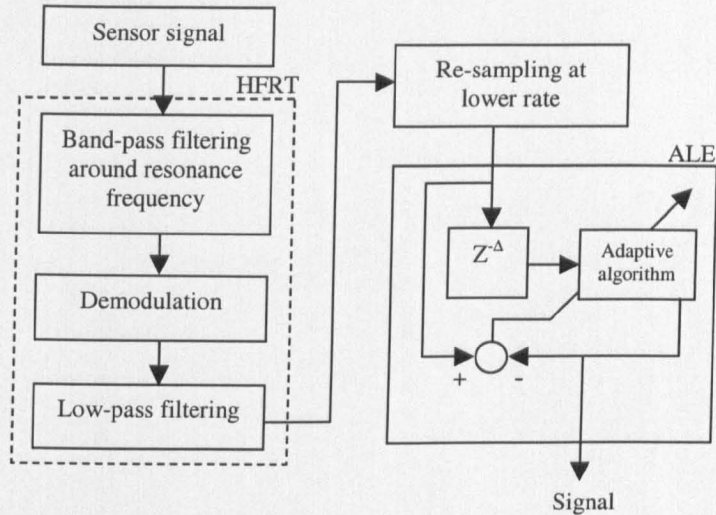 Sensor signal
HFRT
Band-pass filtering
around resonance
frequency
Demodulation
Low-pass filtering
Re-sampling at
lower rate
ALE
Z^-Δ
Adaptive
algorithm
+
-
Signal